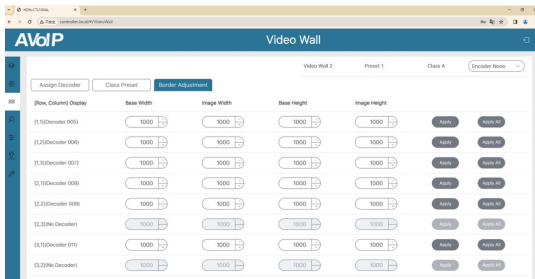 HDMI-CTL100AL
controller.local/#/VideoWall
AVoIP
Video Wall
Video Wall 2 Preset 1 Class A Encoder None
Assign Decoder Class Preset Border Adjustment
[Row, Column] Display Base Width Image Width Base Height Image Height
[1,1](Decoder 005) 1000 1000 1000 1000 Apply Apply All
[1,2](Decoder 006) 1000 1000 1000 1000 Apply Apply All
[1,3](Decoder 007) 1000 1000 1000 1000 Apply Apply All
[2,1](Decoder 008) 1000 1000 1000 1000 Apply Apply All
[2,2](Decoder 009) 1000 1000 1000 1000 Apply Apply All
[2,3](No Decoder) 1000 1000 1000 1000 Apply Apply All
[3,1](Decoder 011) 1000 1000 1000 1000 Apply Apply All
[3,2](No Decoder) 1000 1000 1000 1000 Apply Apply All